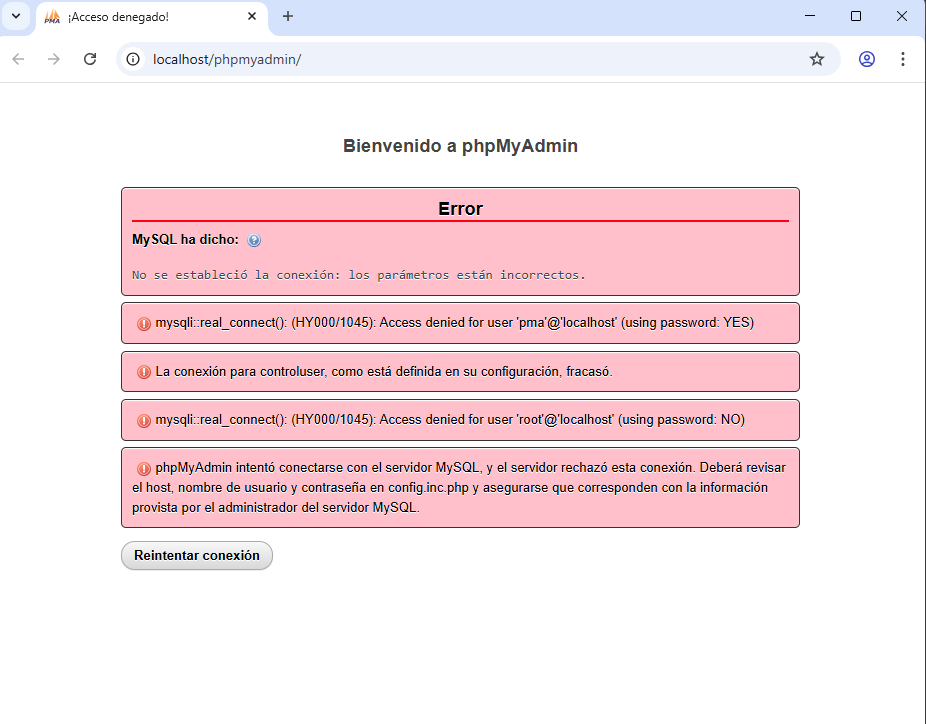 ¡Acceso denegado!
localhost/phpmyadmin/
Bienvenido a phpMyAdmin
Error
MySQL ha dicho:
No se estableció la conexión: los parámetros están incorrectos.
mysqli::real_connect(): (HY000/1045): Access denied for user 'pma'@'localhost' (using password: YES)
La conexión para controluser, como está definida en su configuración, fracasó.
mysqli::real_connect(): (HY000/1045): Access denied for user 'root'@'localhost' (using password: NO)
phpMyAdmin intentó conectarse con el servidor MySQL, y el servidor rechazó esta conexión. Deberá revisar
el host, nombre de usuario y contraseña en config.inc.php y asegurarse que corresponden con la información
provista por el administrador del servidor MySQL.
Reintentar conexión